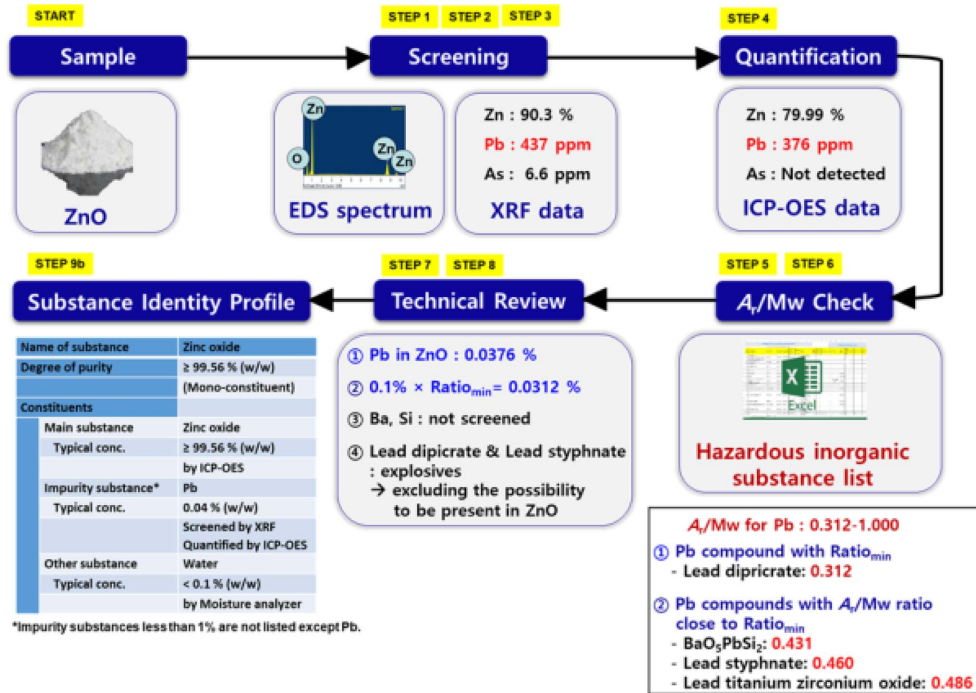 START
STEP 1 STEP 2 STEP 3
STEP 4
Sample
Screening
Quantification
ZnO
Zn
O
Zn
Zn
EDS spectrum
Zn : 90.3 %
Pb : 437 ppm
As : 6.6 ppm
XRF data
Zn : 79.99 %
Pb : 376 ppm
As : Not detected
ICP-OES data
STEP 9b
STEP 7 STEP 8
STEP 5 STEP 6
Substance Identity Profile
Technical Review
Ar/Mw Check
Name of substance Zinc oxide
Degree of purity ≥ 99.56 % (w/w)
(Mono-constituent)
Constituents
Main substance Zinc oxide
Typical conc. ≥ 99.56 % (w/w)
by ICP-OES
Impurity substance* Pb
Typical conc. 0.04 % (w/w)
Screened by XRF
Quantified by ICP-OES
Other substance Water
Typical conc. < 0.1 % (w/w)
by Moisture analyzer
*Impurity substances less than 1% are not listed except Pb.
① Pb in ZnO : 0.0376 %
② 0.1% × Ratiomin= 0.0312 %
③ Ba, Si : not screened
④ Lead dipicrate & Lead styphnate
: explosives
→ excluding the possibility
to be present in ZnO
X
Excel
Hazardous inorganic
substance list
Ar/Mw for Pb : 0.312-1.000
① Pb compound with Ratiomin
- Lead dipricrate: 0.312
② Pb compounds with Ar/Mw ratio
close to Ratiomin
- BaO5PbSi2: 0.431
- Lead styphnate: 0.460
- Lead titanium zirconium oxide: 0.486